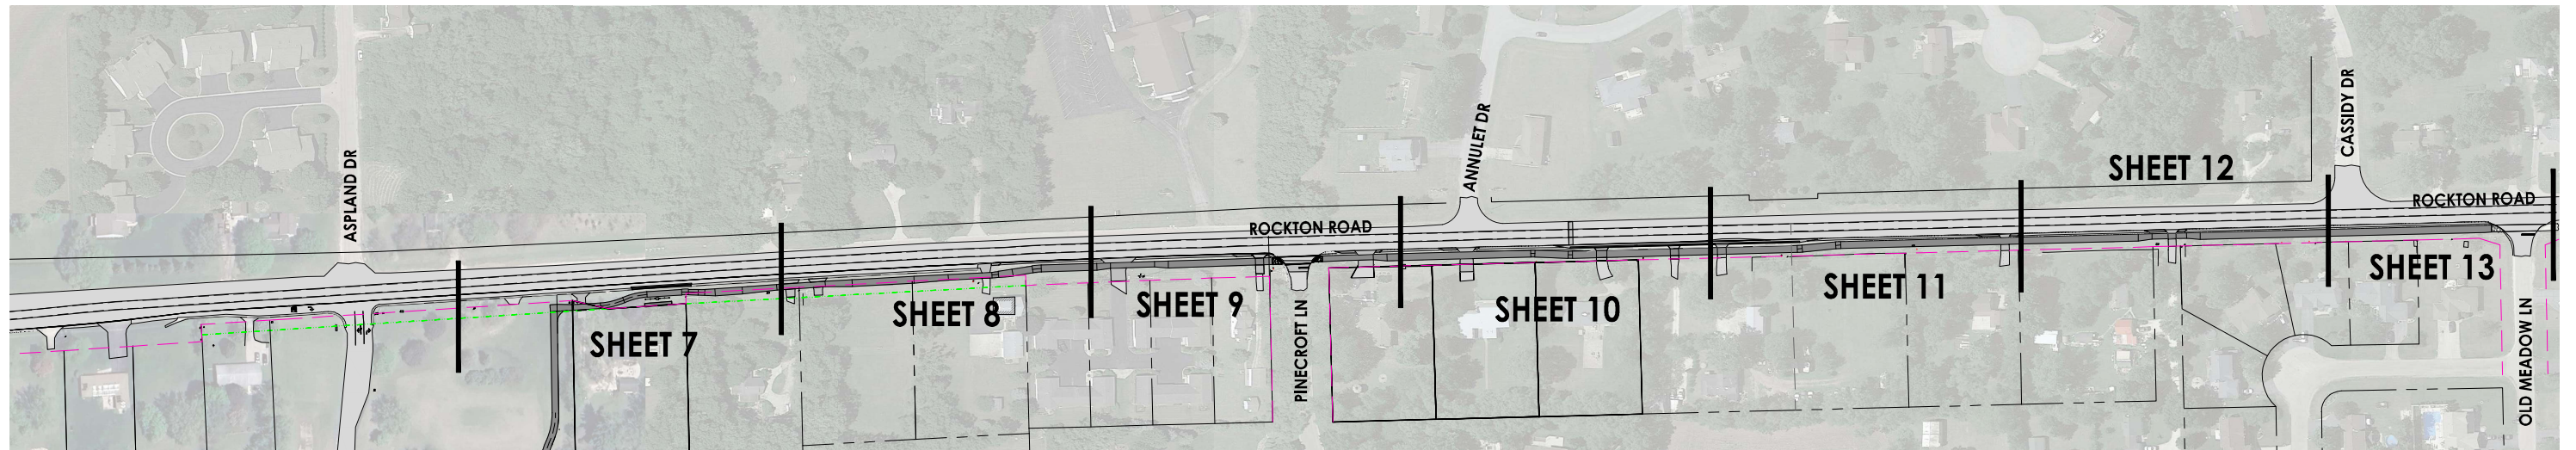 ASPLAND DR
SHEET 7
SHEET 8
SHEET 9
ROCKTON ROAD
PINECROFT LN
ANNULET DR
SHEET 10
SHEET 11
SHEET 12
CASSIDY DR
ROCKTON ROAD
SHEET 13
OLD MEADOW LN